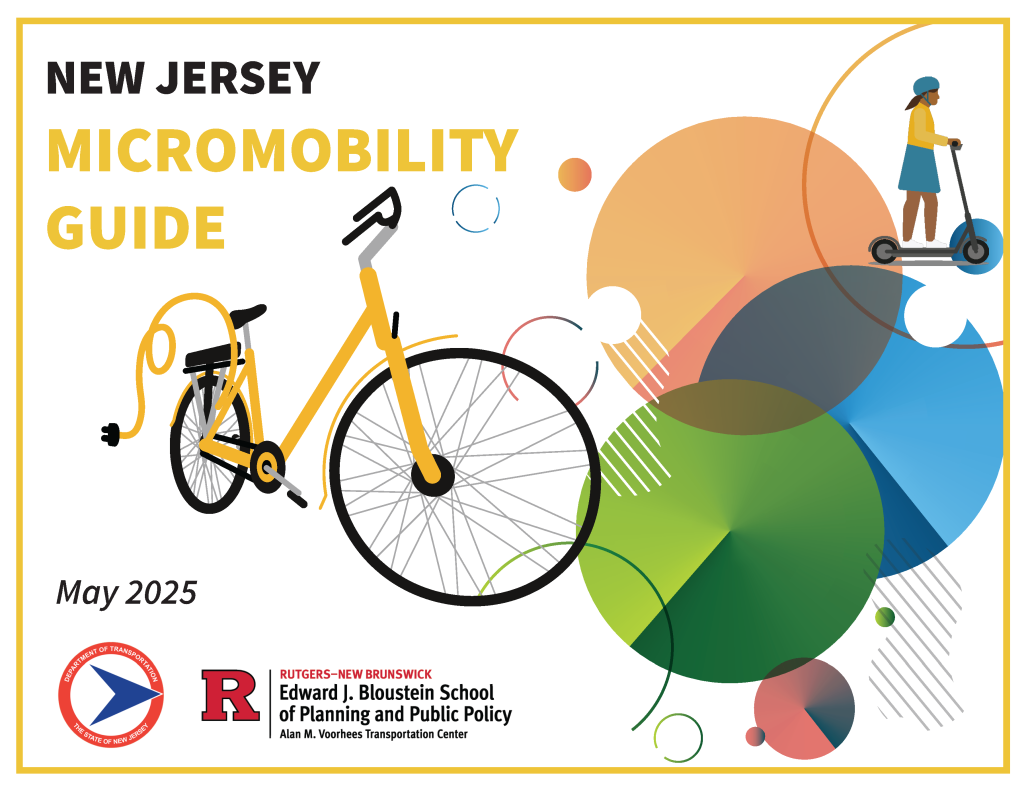 NEW JERSEY
MICROMOBILITY
GUIDE
May 2025
DEPARTMENT OF TRANSPORTATION
THE STATE OF NEW JERSEY
R
RUTGERS–NEW BRUNSWICK
Edward J. Bloustein School
of Planning and Public Policy
Alan M. Voorhees Transportation Center